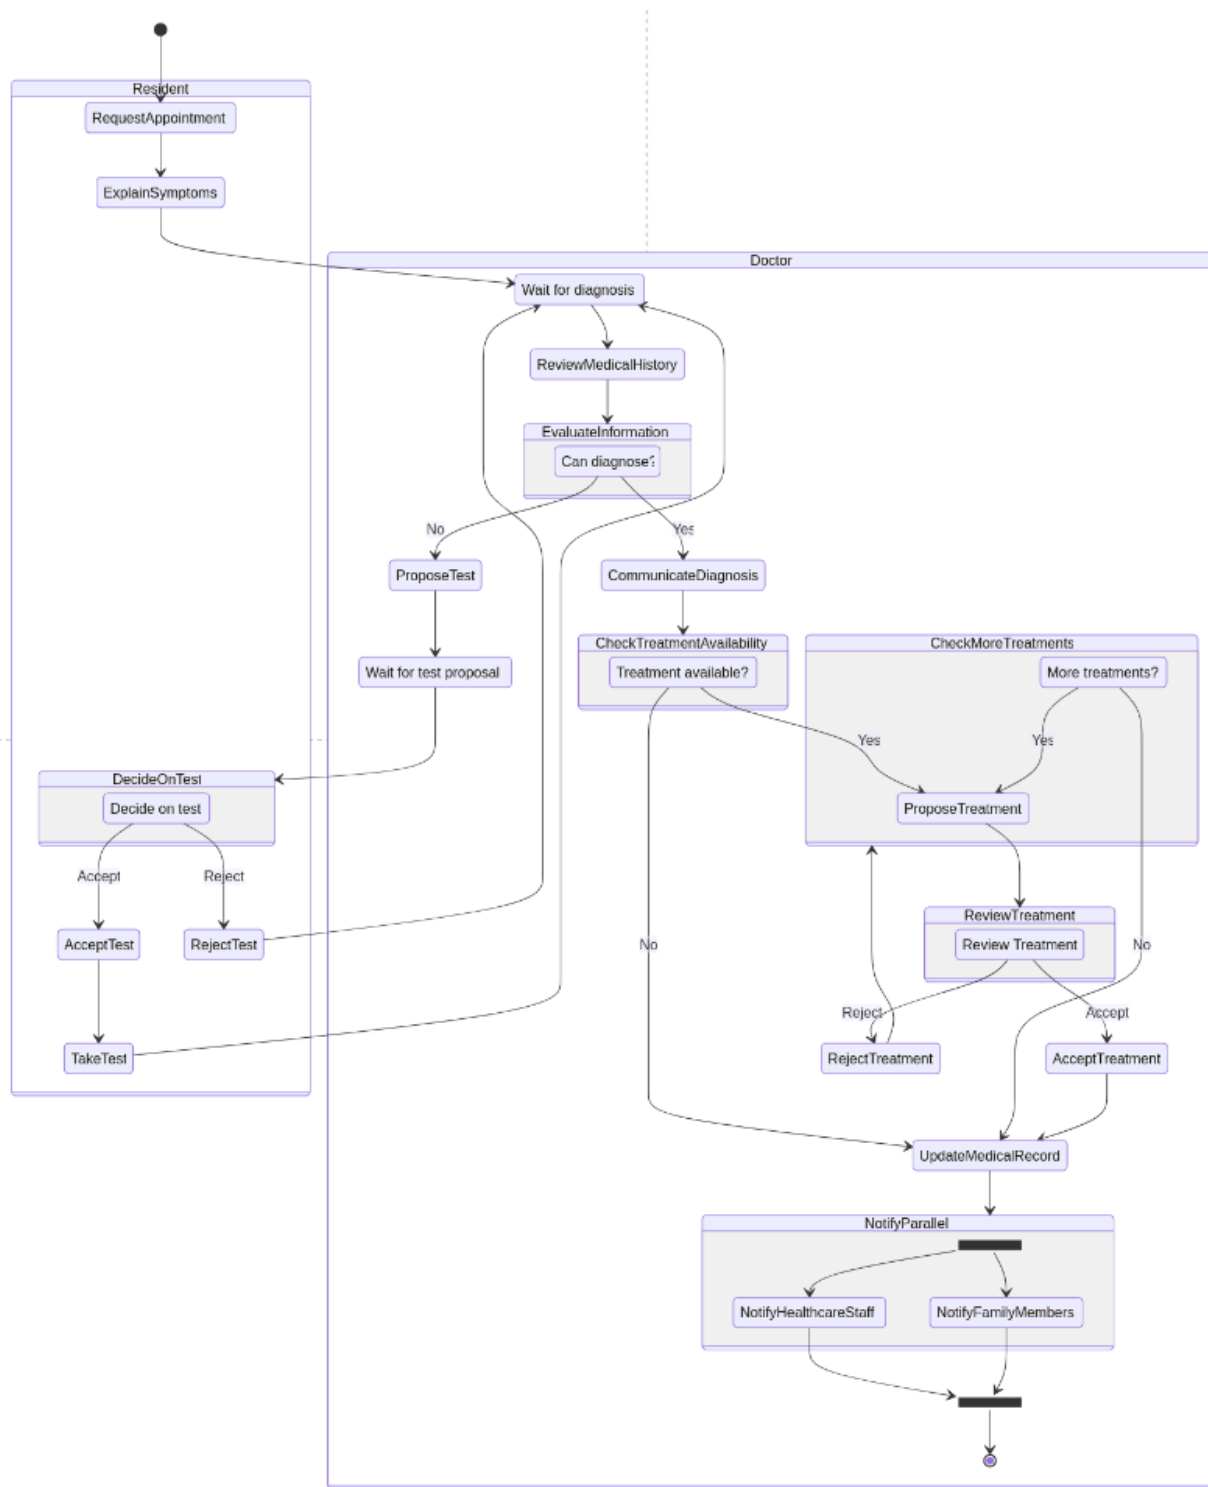 Resident
RequestAppointment
ExplainSymptoms
Doctor
Wait for diagnosis
ReviewMedicalHistory
EvaluateInformation
Can diagnose?
No
Yes
ProposeTest
CommunicateDiagnosis
CheckTreatmentAvailability
CheckMoreTreatments
Wait for test proposal
Treatment available?
More treatments?
Yes
Yes
DecideOnTest
Decide on test
ProposeTreatment
Accept
Reject
ReviewTreatment
AcceptTest
RejectTest
No
Review Treatment
No
Reject
Accept
TakeTest
RejectTreatment
AcceptTreatment
UpdateMedicalRecord
NotifyParallel
NotifyHealthcareStaff
NotifyFamilyMembers